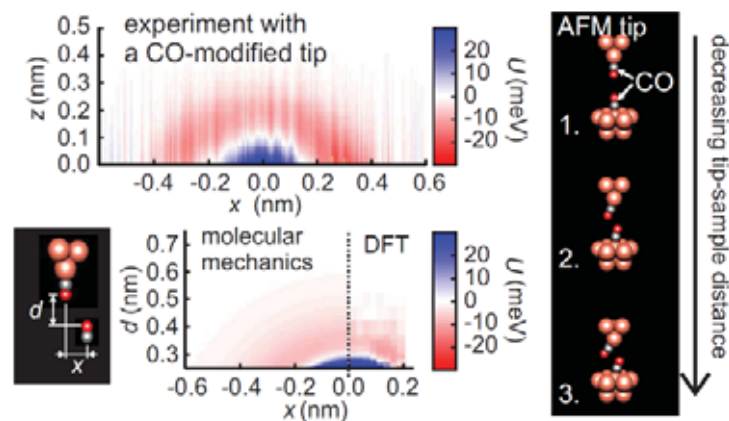 experiment with
a CO-modified tip
z (nm)
0.5
0.4
0.3
0.2
0.1
0.0
-0.4 -0.2 0.0 0.2 0.4 0.6
x (nm)
20
10
0
-10
-20
U (meV)
molecular
mechanics
DFT
d (nm)
0.7
0.6
0.5
0.4
0.3
-0.6 -0.4 -0.2 0.0 0.2
x (nm)
20
10
0
-10
-20
U (meV)
d
x
AFM tip
CO
1.
2.
3.
decreasing tip-sample distance